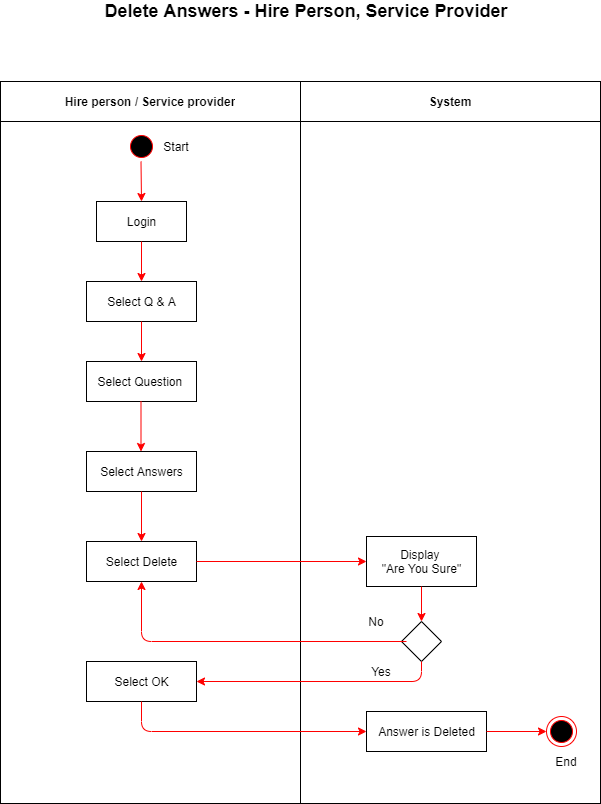 Delete Answers - Hire Person, Service Provider
Hire person / Service provider
System
Start
Login
Select Q & A
Select Question
Select Answers
Select Delete
Display
"Are You Sure"
No
Yes
Select OK
Answer is Deleted
End